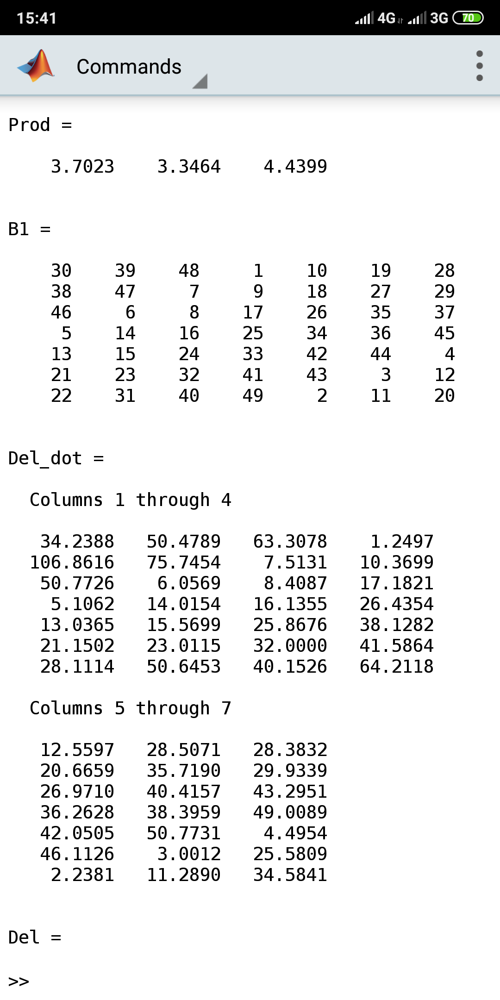 15:41 4G 3G 70
Commands
Prod =
3.7023 3.3464 4.4399
B1 =
30 39 48 1 10 19 28
38 47 7 9 18 27 29
46 6 8 17 26 35 37
5 14 16 25 34 36 45
13 15 24 33 42 44 4
21 23 32 41 43 3 12
22 31 40 49 2 11 20
Del_dot =
Columns 1 through 4
34.2388 50.4789 63.3078 1.2497
106.8616 75.7454 7.5131 10.3699
50.7726 6.0569 8.4087 17.1821
5.1062 14.0154 16.1355 26.4354
13.0365 15.5699 25.8676 38.1282
21.1502 23.0115 32.0000 41.5864
28.1114 50.6453 40.1526 64.2118
Columns 5 through 7
12.5597 28.5071 28.3832
20.6659 35.7190 29.9339
26.9710 40.4157 43.2951
36.2628 38.3959 49.0089
42.0505 50.7731 4.4954
46.1126 3.0012 25.5809
2.2381 11.2890 34.5841
Del =
>>